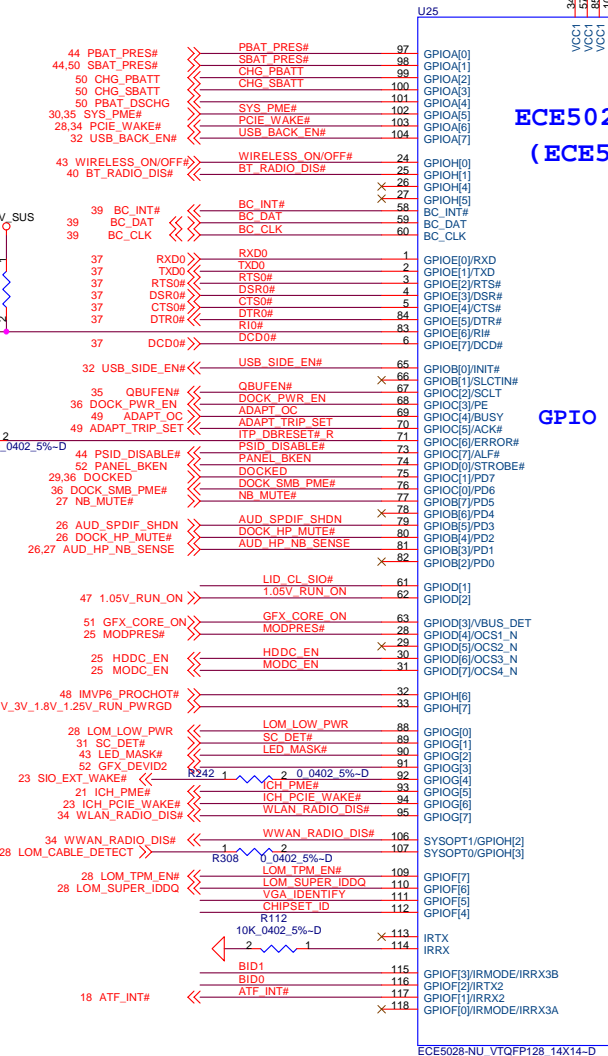 U25
VCC1
VCC1
VCC1
ECE502
(ECE5
44 PBAT_PRES# PBAT_PRES# 97 GPIOA[0]
44,50 SBAT_PRES# SBAT_PRES# 98 GPIOA[1]
50 CHG_PBATT CHG_PBATT 99 GPIOA[2]
50 CHG_SBATT CHG_SBATT 100 GPIOA[3]
50 PBAT_DSCHG 101 GPIOA[4]
30,35 SYS_PME# SYS_PME# 102 GPIOA[5]
28,34 PCIE_WAKE# PCIE_WAKE# 103 GPIOA[6]
32 USB_BACK_EN# USB_BACK_EN# 104 GPIOA[7]
43 WIRELESS_ON/OFF# WIRELESS_ON/OFF# 24 GPIOH[0]
40 BT_RADIO_DIS# BT_RADIO_DIS# 25 GPIOH[1]
26 GPIOH[4]
27 GPIOH[5]
39 BC_INT# BC_INT# 58 BC_INT#
V_SUS
39 BC_DAT BC_DAT 59 BC_DAT
39 BC_CLK BC_CLK 60 BC_CLK
37 RXD0 RXD0 1 GPIOE[0]/RXD
37 TXD0 TXD0 2 GPIOE[1]/TXD
37 RTS0# RTS0# 3 GPIOE[2]/RTS#
37 DSR0# DSR0# 4 GPIOE[3]/DSR#
37 CTS0# CTS0# 5 GPIOE[4]/CTS#
37 DTR0# DTR0# 84 GPIOE[5]/DTR#
RI0# 83 GPIOE[6]/RI#
37 DCD0# DCD0# 6 GPIOE[7]/DCD#
32 USB_SIDE_EN# USB_SIDE_EN# 65 GPIOB[0]/INIT#
66 GPIOB[1]/SLCTIN#
35 QBUFEN# QBUFEN# 67 GPIOC[2]/SCLT
36 DOCK_PWR_EN DOCK_PWR_EN 68 GPIOC[3]/PE
49 ADAPT_OC ADAPT_OC 69 GPIOC[4]/BUSY
49 ADAPT_TRIP_SET ADAPT_TRIP_SET 70 GPIOC[5]/ACK#
GPIO
2 ITP_DBRESET#_R 71 GPIOC[6]/ERROR#
_0402_5%~D
44 PSID_DISABLE# PSID_DISABLE# 73 GPIOC[7]/ALF#
52 PANEL_BKEN PANEL_BKEN 74 GPIOD[0]/STROBE#
29,36 DOCKED DOCKED 75 GPIOC[1]/PD7
36 DOCK_SMB_PME# DOCK_SMB_PME# 76 GPIOC[0]/PD6
27 NB_MUTE# NB_MUTE# 77 GPIOB[7]/PD5
78 GPIOB[6]/PD4
26 AUD_SPDIF_SHDN AUD_SPDIF_SHDN 79 GPIOB[5]/PD3
26 DOCK_HP_MUTE# DOCK_HP_MUTE# 80 GPIOB[4]/PD2
26,27 AUD_HP_NB_SENSE AUD_HP_NB_SENSE 81 GPIOB[3]/PD1
82 GPIOB[2]/PD0
LID_CL_SIO# 61 GPIOD[1]
47 1.05V_RUN_ON 1.05V_RUN_ON 62 GPIOD[2]
51 GFX_CORE_ON GFX_CORE_ON 63 GPIOD[3]/VBUS_DET
25 MODPRES# MODPRES# 28 GPIOD[4]/OCS1_N
29 GPIOD[5]/OCS2_N
25 HDDC_EN HDDC_EN 30 GPIOD[6]/OCS3_N
25 MODC_EN MODC_EN 31 GPIOD[7]/OCS4_N
48 IMVP6_PROCHOT# 32 GPIOH[6]
V_3V_1.8V_1.25V_RUN_PWRGD 33 GPIOH[7]
28 LOM_LOW_PWR LOM_LOW_PWR 88 GPIOG[0]
31 SC_DET# SC_DET# 89 GPIOG[1]
43 LED_MASK# LED_MASK# 90 GPIOG[2]
52 GFX_DEVID2 91 GPIOG[3]
23 SIO_EXT_WAKE# R242 1 2 0_0402_5%~D 92 GPIOG[4]
21 ICH_PME# ICH_PME# 93 GPIOG[5]
23 ICH_PCIE_WAKE# ICH_PCIE_WAKE# 94 GPIOG[6]
34 WLAN_RADIO_DIS# WLAN_RADIO_DIS# 95 GPIOG[7]
34 WWAN_RADIO_DIS# WWAN_RADIO_DIS# 106 SYSOPT1/GPIOH[2]
28 LOM_CABLE_DETECT 1 2 107 SYSOPT0/GPIOH[3]
R308 0_0402_5%~D
28 LOM_TPM_EN# LOM_TPM_EN# 109 GPIOF[7]
28 LOM_SUPER_IDDQ LOM_SUPER_IDDQ 110 GPIOF[6]
VGA_IDENTIFY 111 GPIOF[5]
CHIPSET_ID 112 GPIOF[4]
R112
10K_0402_5%~D
113 IRTX
2 1 114 IRRX
BID1 115 GPIOF[3]/IRMODE/IRRX3B
BID0 116 GPIOF[2]/IRTX2
18 ATF_INT# ATF_INT# 117 GPIOF[1]/IRRX2
118 GPIOF[0]/IRMODE/IRRX3A
ECE5028-NU_VTQFP128_14X14~D